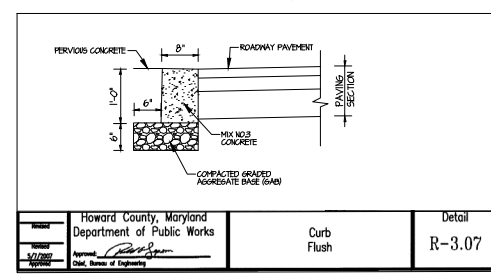 PERVIOUS CONCRETE
8"
ROADWAY PAVEMENT
1'-0"
6"
6"
PAVING
SECTION
MIX NO.3
CONCRETE
COMPACTED GRADED
AGGREGATE BASE (GAB)
Revised
Revised
5/7/2007
Approved
Howard County, Maryland
Department of Public Works
Approved:
Chief, Bureau of Engineering
Curb
Flush
Detail
R-3.07